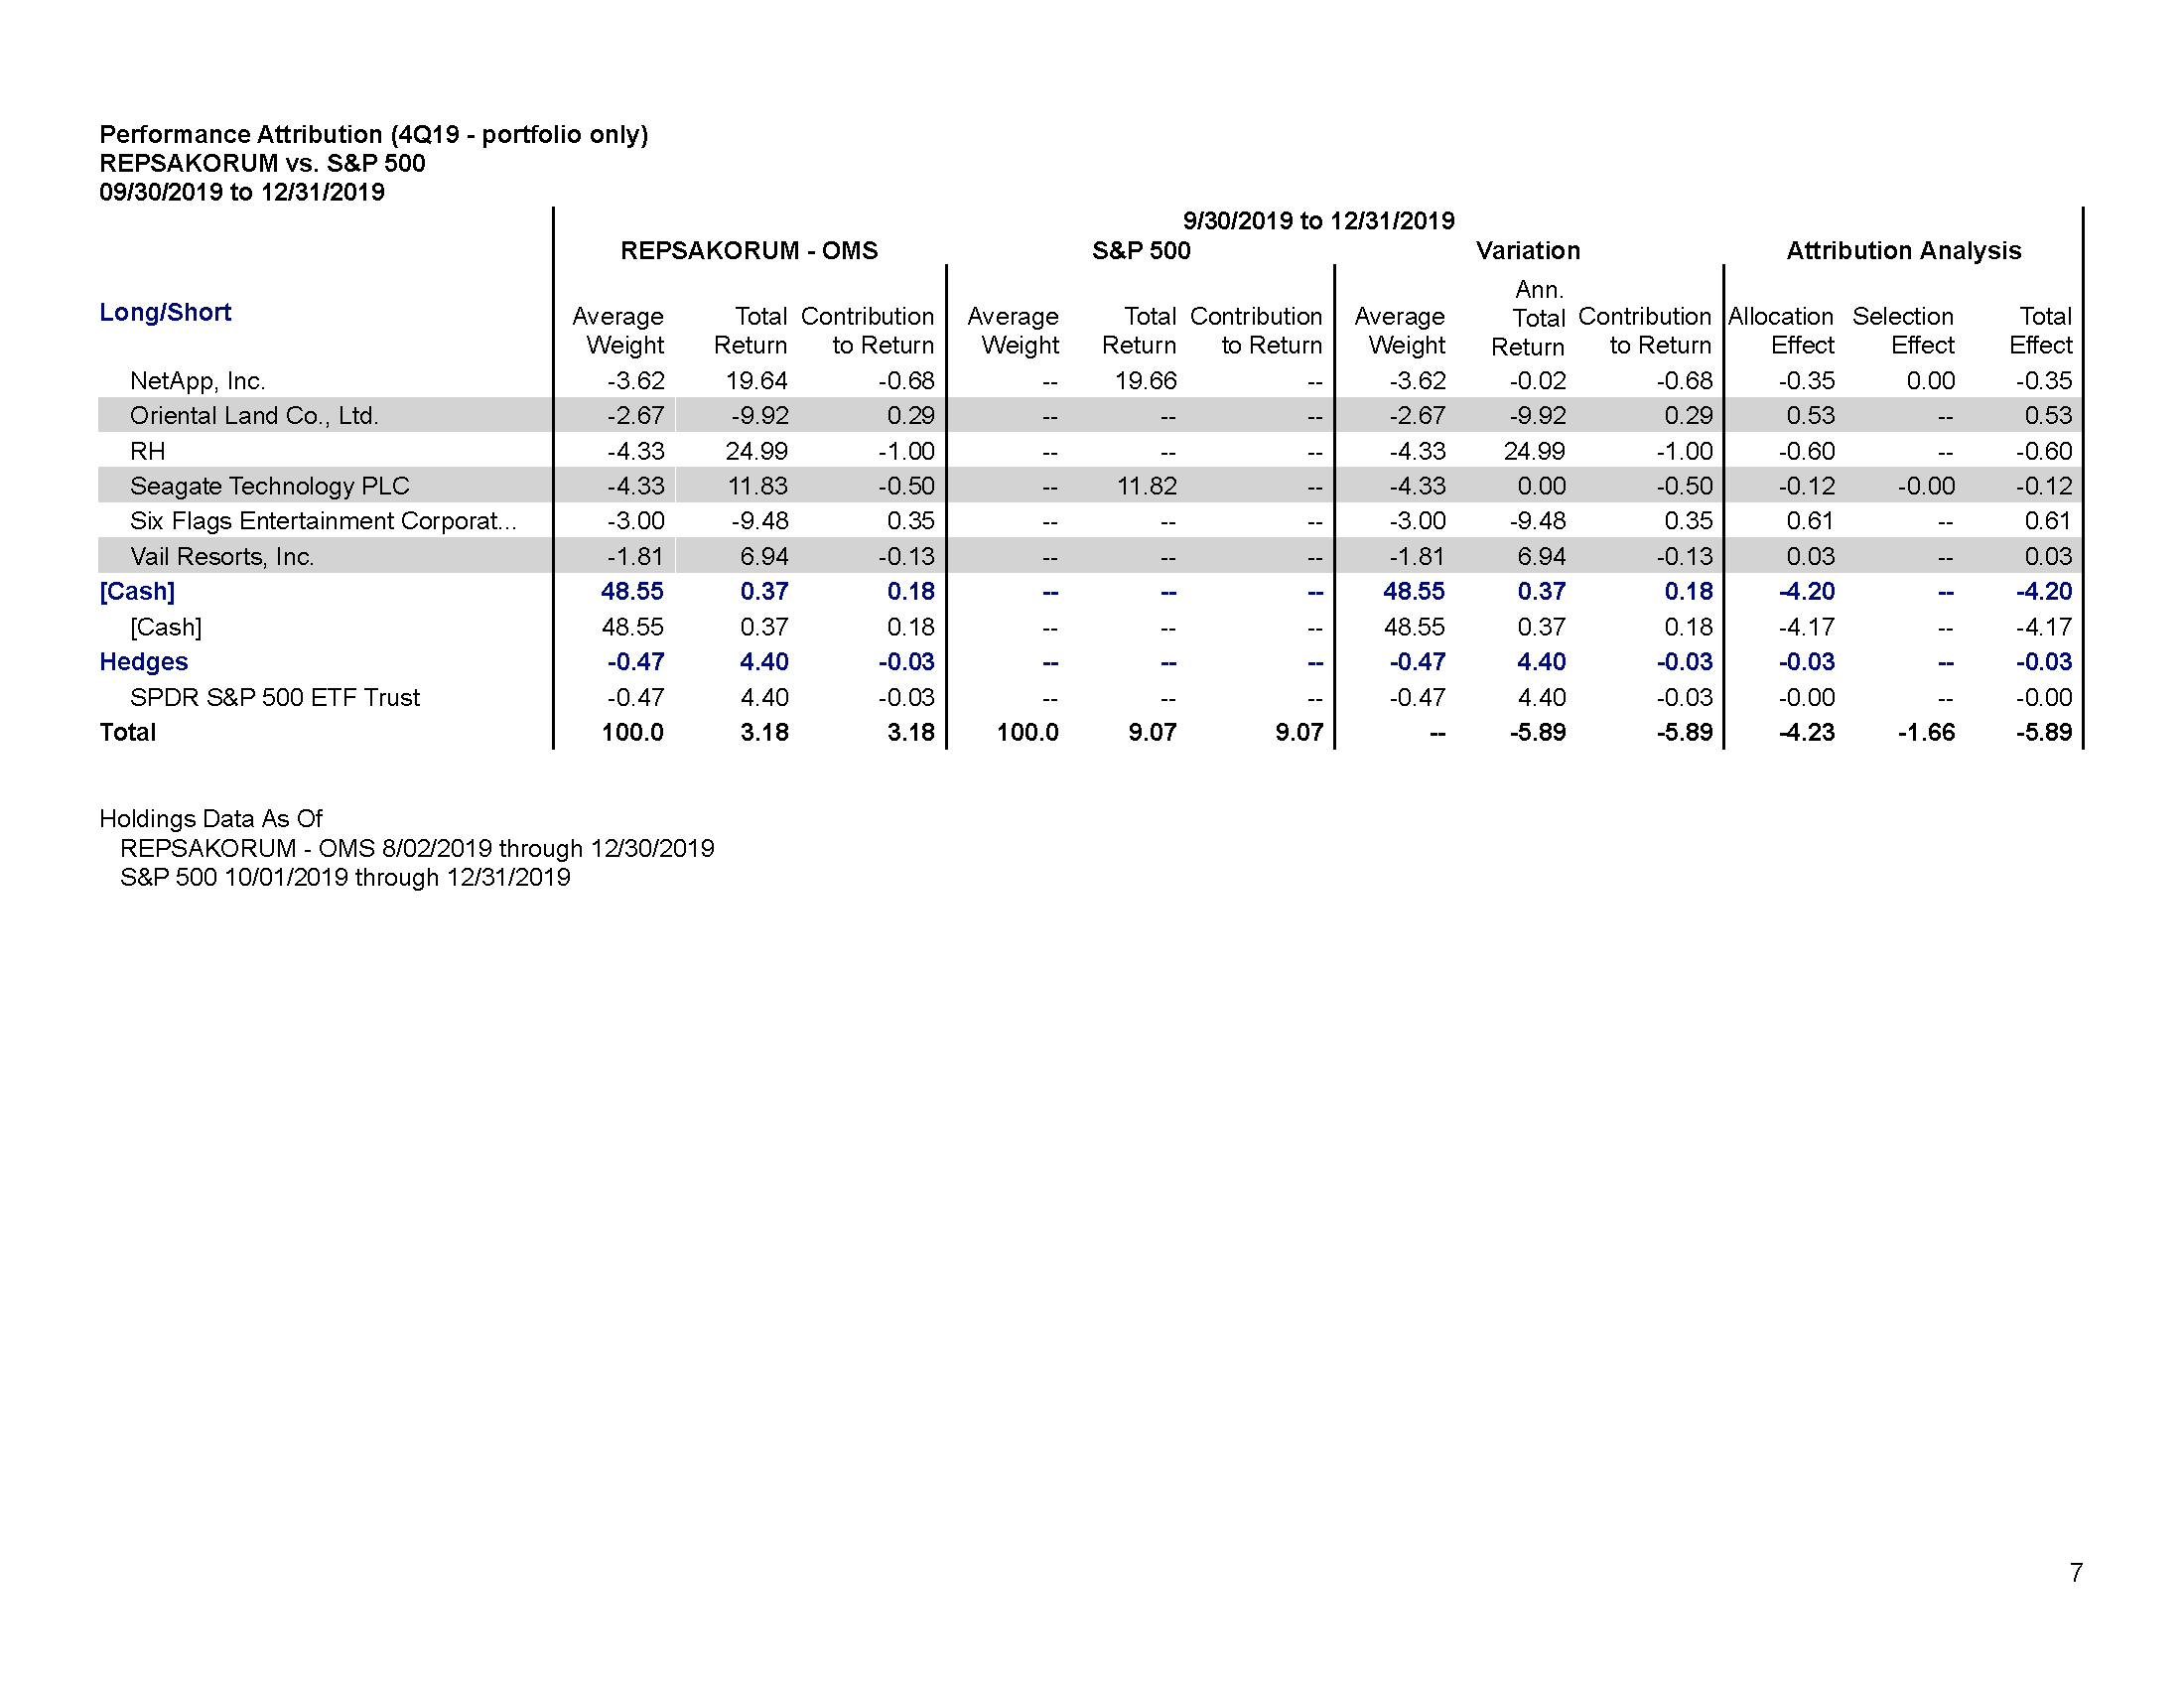 Performance Attribution (4Q19 - portfolio only)
REPSAKORUM vs. S&P 500
09/30/2019 to 12/31/2019
9/30/2019 to 12/31/2019
REPSAKORUM - OMS S&P 500 Variation Attribution Analysis
Long/Short Average Weight Total Return Contribution to Return Average Weight Total Return Contribution to Return Average Weight Ann. Total Return Contribution to Return Allocation Effect Selection Effect Total Effect
NetApp, Inc. -3.62 19.64 -0.68 -- 19.66 -- -3.62 -0.02 -0.68 -0.35 0.00 -0.35
Oriental Land Co., Ltd. -2.67 -9.92 0.29 -- -- -- -2.67 -9.92 0.29 0.53 -- 0.53
RH -4.33 24.99 -1.00 -- -- -- -4.33 24.99 -1.00 -0.60 -- -0.60
Seagate Technology PLC -4.33 11.83 -0.50 -- 11.82 -- -4.33 0.00 -0.50 -0.12 -0.00 -0.12
Six Flags Entertainment Corporat... -3.00 -9.48 0.35 -- -- -- -3.00 -9.48 0.35 0.61 -- 0.61
Vail Resorts, Inc. -1.81 6.94 -0.13 -- -- -- -1.81 6.94 -0.13 0.03 -- 0.03
[Cash] 48.55 0.37 0.18 -- -- -- 48.55 0.37 0.18 -4.20 -- -4.20
[Cash] 48.55 0.37 0.18 -- -- -- 48.55 0.37 0.18 -4.17 -- -4.17
Hedges -0.47 4.40 -0.03 -- -- -- -0.47 4.40 -0.03 -0.03 -- -0.03
SPDR S&P 500 ETF Trust -0.47 4.40 -0.03 -- -- -- -0.47 4.40 -0.03 -0.00 -- -0.00
Total 100.0 3.18 3.18 100.0 9.07 9.07 -- -5.89 -5.89 -4.23 -1.66 -5.89
Holdings Data As Of
REPSAKORUM - OMS 8/02/2019 through 12/30/2019
S&P 500 10/01/2019 through 12/31/2019
7